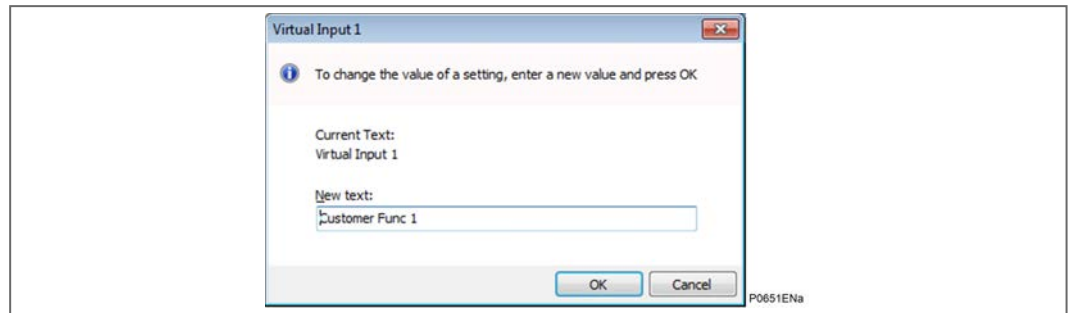 Virtual Input 1
To change the value of a setting, enter a new value and press OK
Current Text:
Virtual Input 1
New text:
Customer Func 1
OK
Cancel
P0651ENa